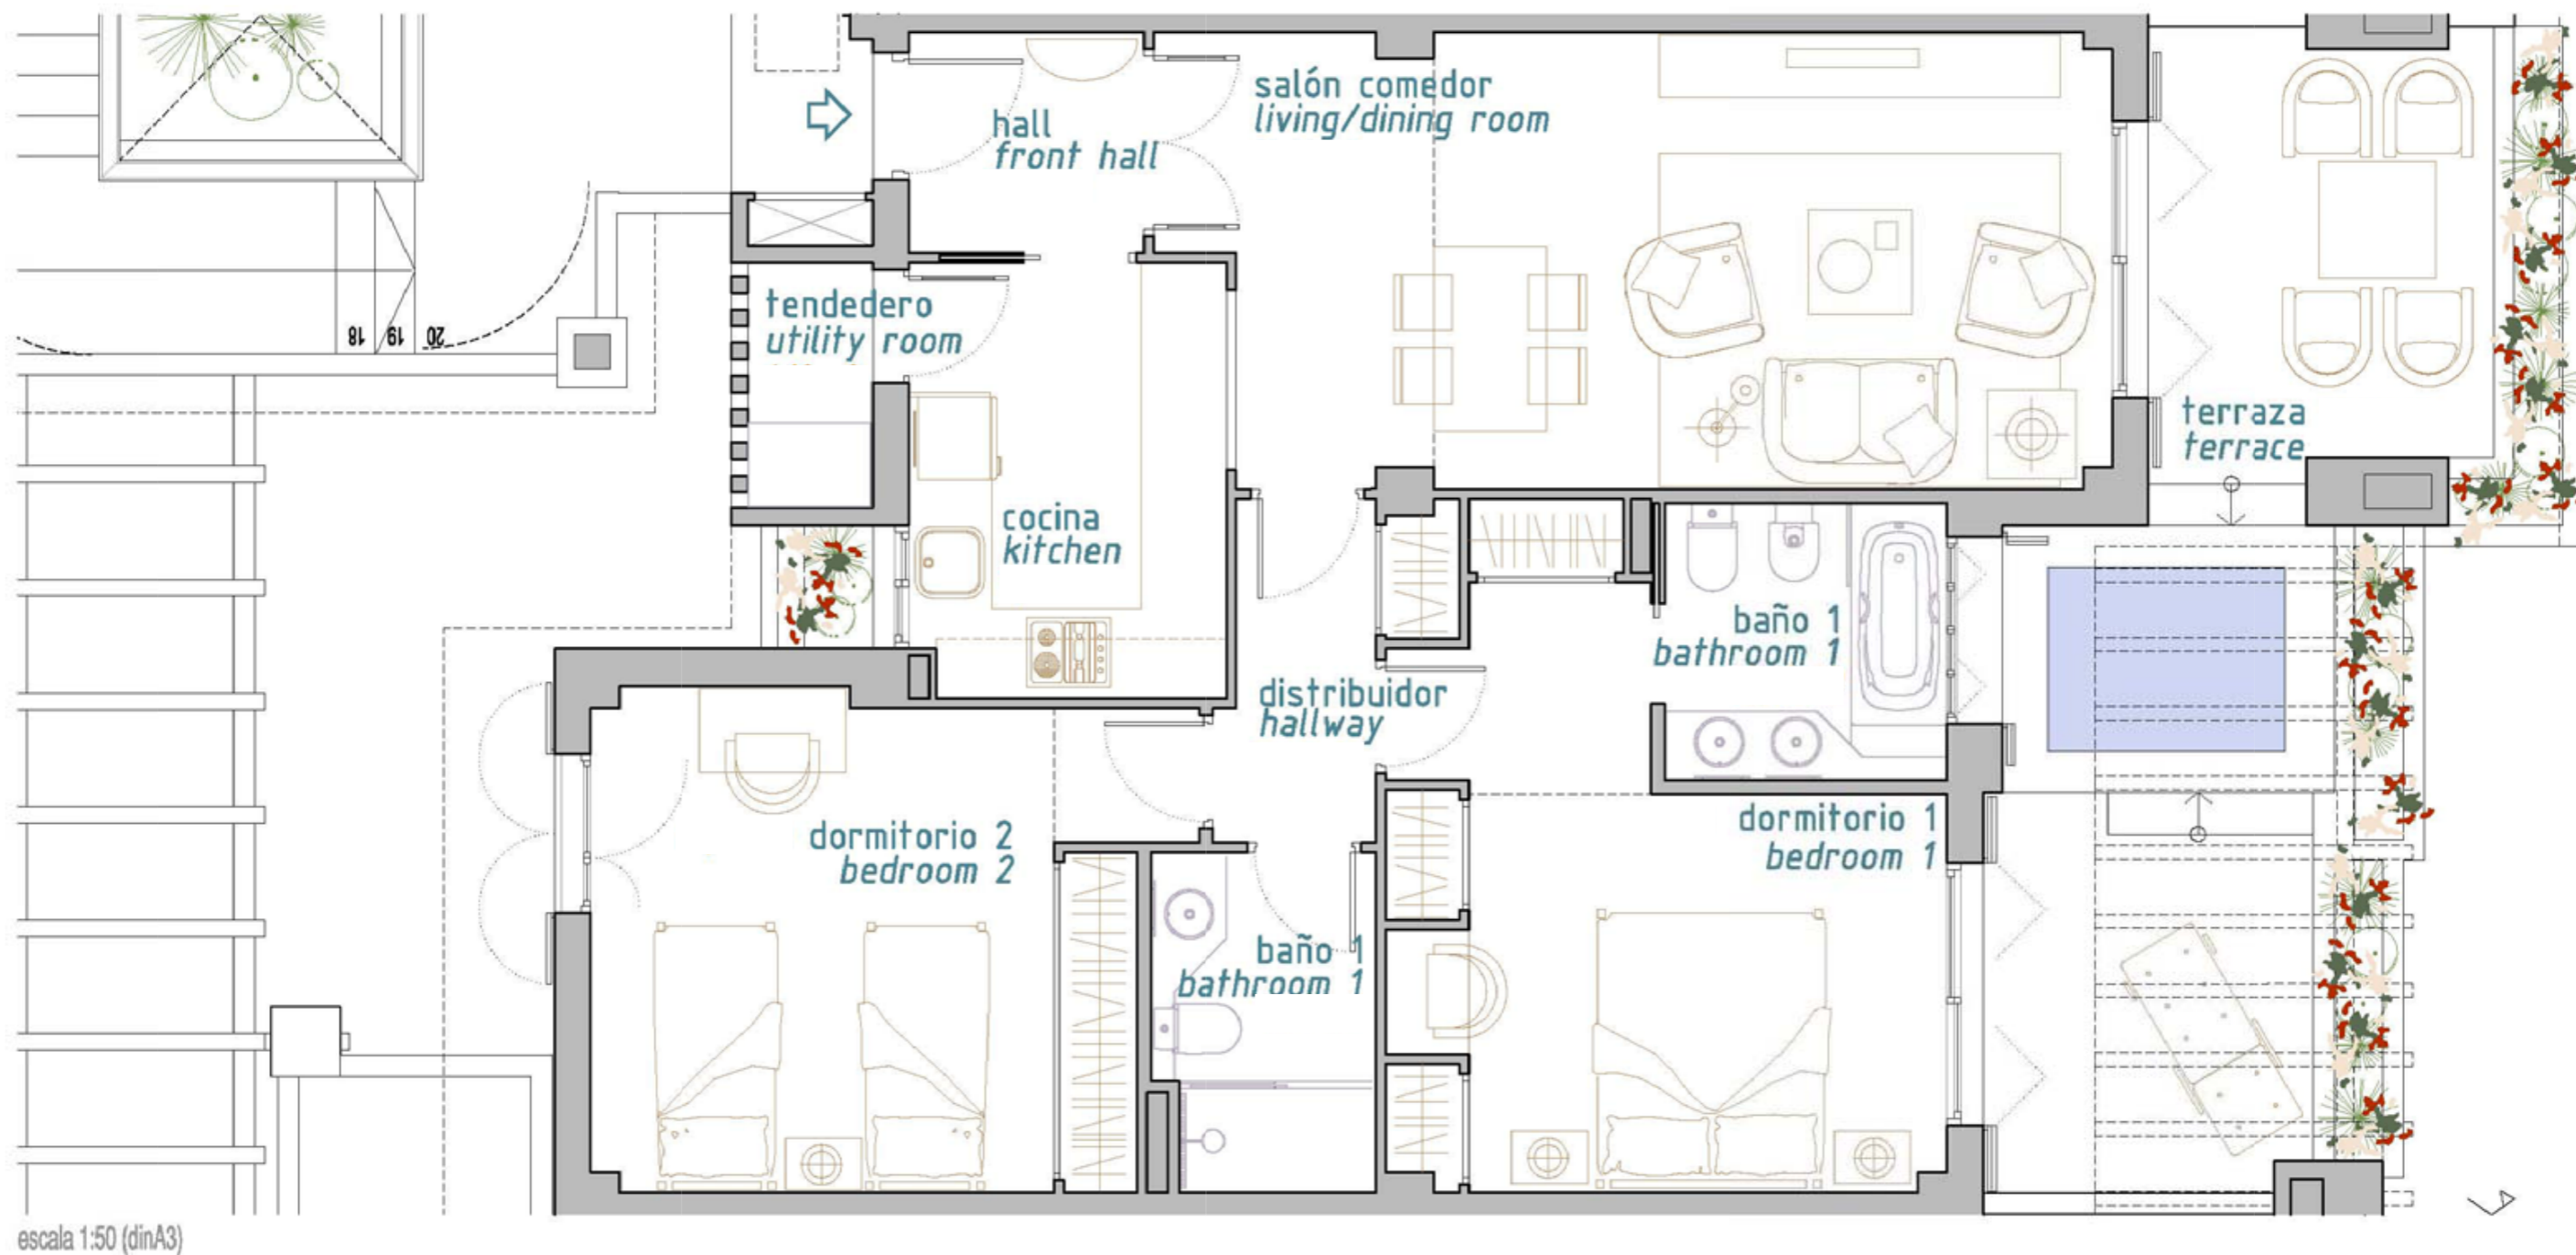 salón comedor
living/dining room
hall
front hall
tendedero
utility room
18 19 20
terraza
terrace
cocina
kitchen
baño 1
bathroom 1
distribuidor
hallway
dormitorio 2
bedroom 2
dormitorio 1
bedroom 1
baño 1
bathroom 1
escala 1:50 (dinA3)